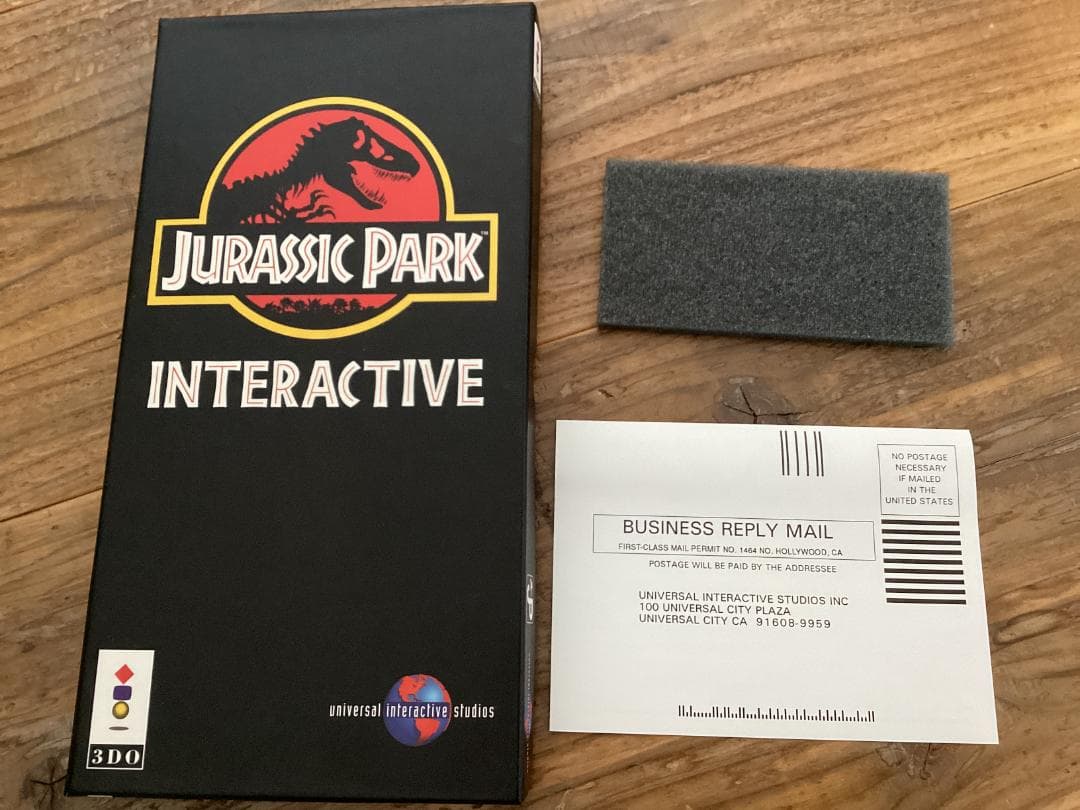 JURASSIC PARK™
INTERACTIVE
3DO
universal interactive studios
NO POSTAGE
NECESSARY
IF MAILED
IN THE
UNITED STATES
BUSINESS REPLY MAIL
FIRST-CLASS MAIL PERMIT NO. 1464 NO. HOLLYWOOD, CA
POSTAGE WILL BE PAID BY THE ADDRESSEE
UNIVERSAL INTERACTIVE STUDIOS INC
100 UNIVERSAL CITY PLAZA
UNIVERSAL CITY CA 91608-9959